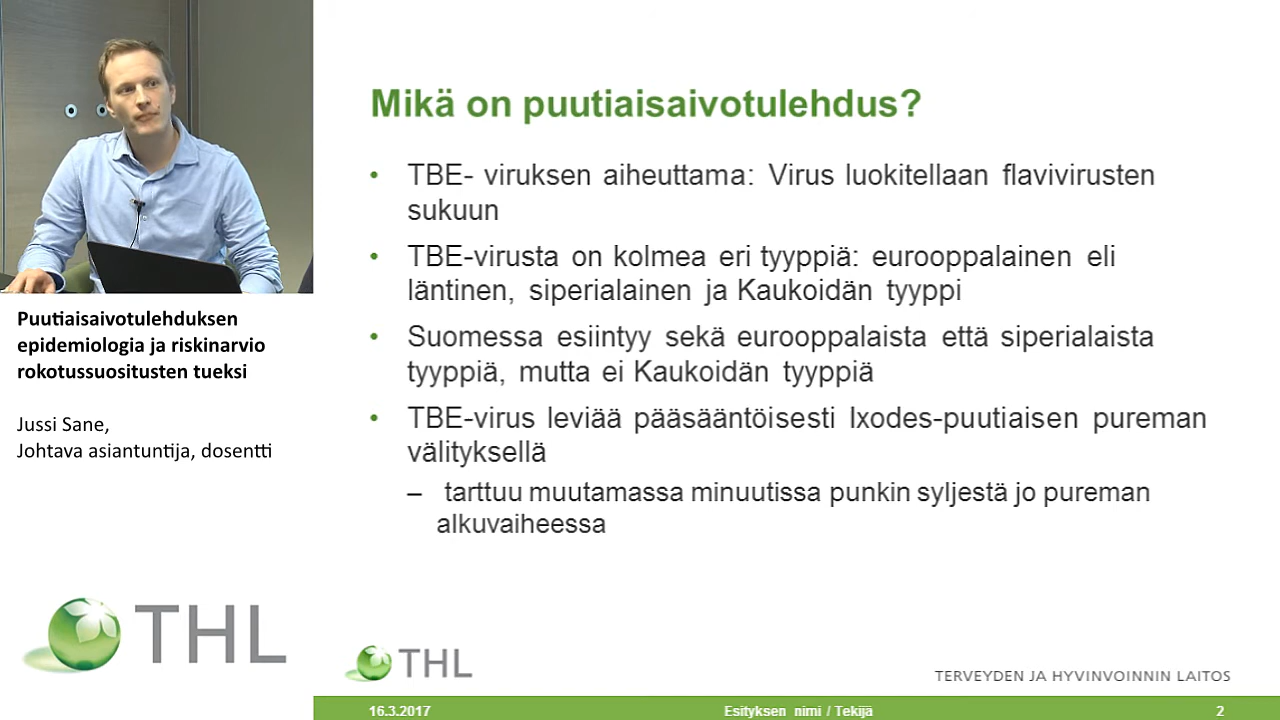 Mikä on puutiaisaivotulehdus?
• TBE- viruksen aiheuttama: Virus luokitellaan flavivirusten
sukuun
• TBE-virusta on kolmea eri tyyppiä: eurooppalainen eli
läntinen, siperialainen ja Kaukoidän tyyppi
• Suomessa esiintyy sekä eurooppalaista että siperialaista
tyyppiä, mutta ei Kaukoidän tyyppiä
• TBE-virus leviää pääsääntöisesti Ixodes-puutiaisen pureman
välityksellä
– tarttuu muutamassa minuutissa punkin syljestä jo pureman
alkuvaiheessa
Puutiaisaivotulehduksen
epidemiologia ja riskinarvio
rokotussuositusten tueksi
Jussi Sane,
Johtava asiantuntija, dosentti
THL
THL
TERVEYDEN JA HYVINVOINNIN LAITOS
16.3.2017
Esityksen nimi / Tekijä
2